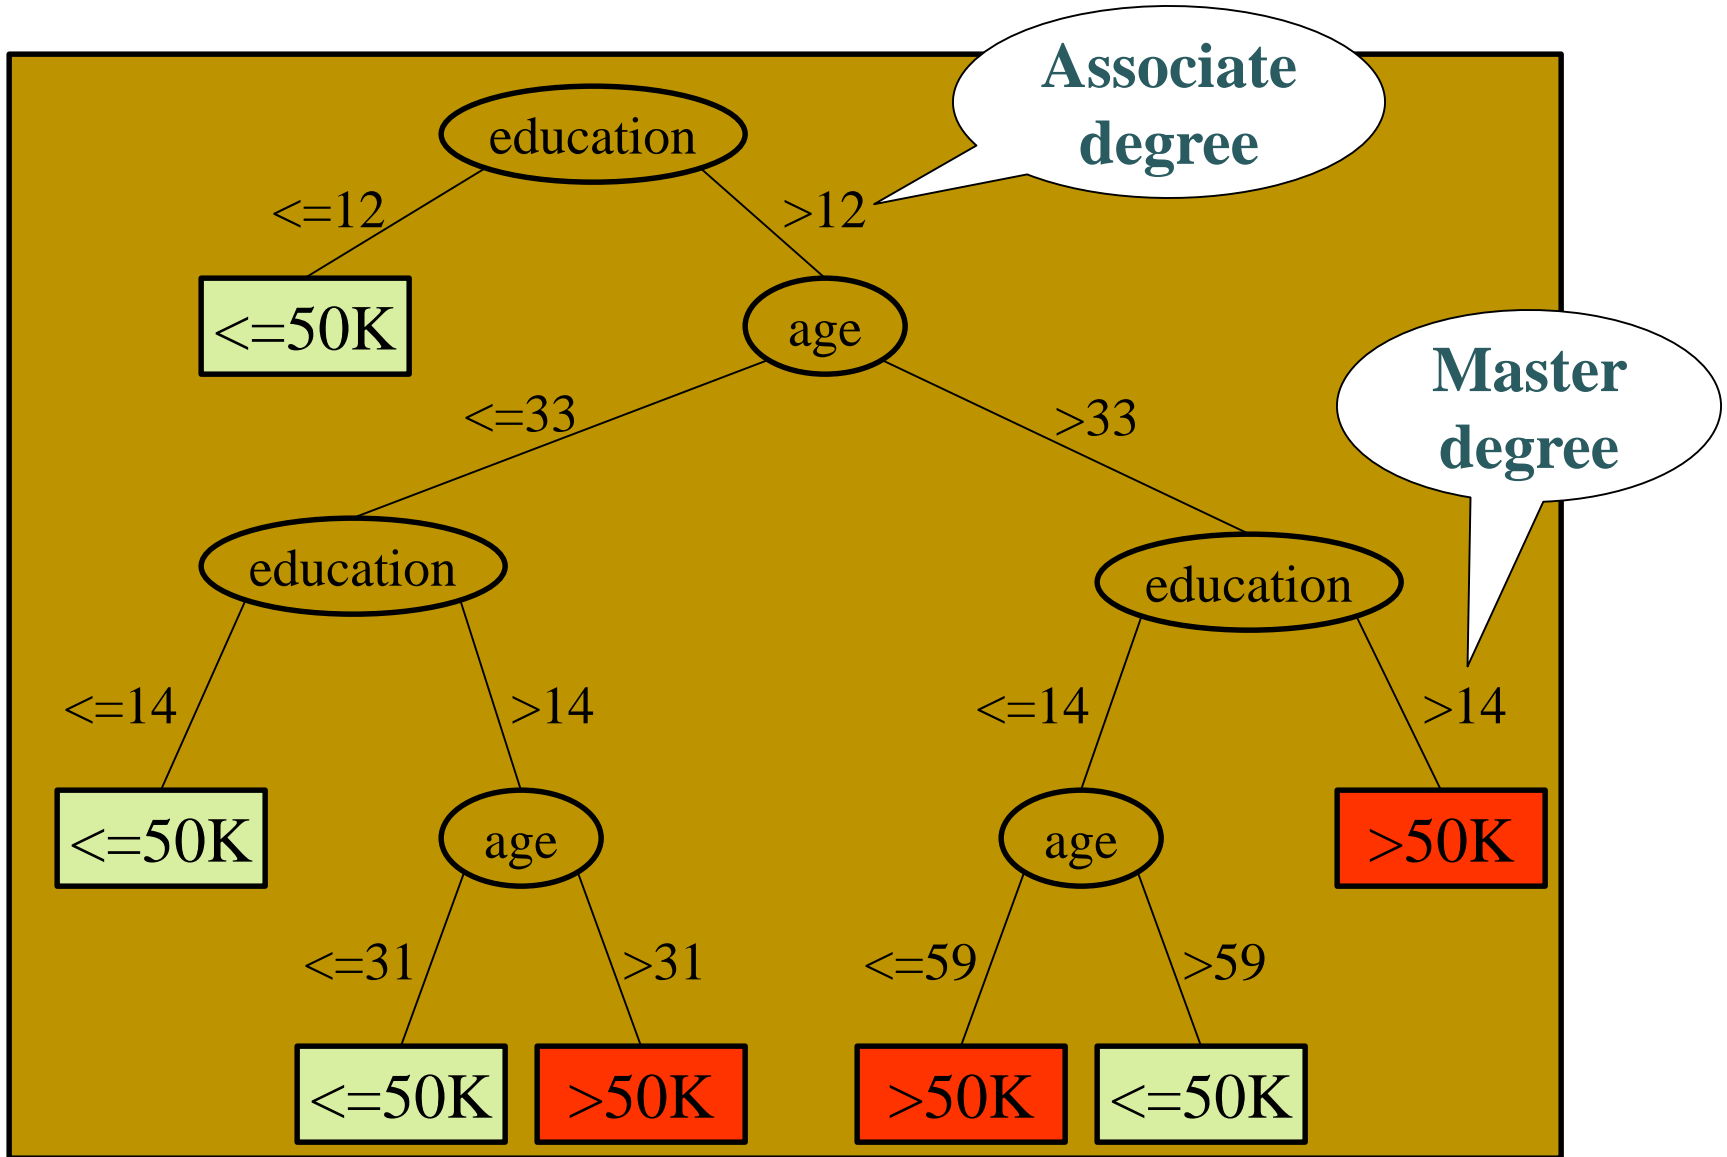 Associate
degree
education
<=12
>12
<=50K
age
Master
degree
<=33
>33
education
education
<=14
>14
<=14
>14
<=50K
age
age
>50K
<=31
>31
<=59
>59
<=50K
>50K
>50K
<=50K